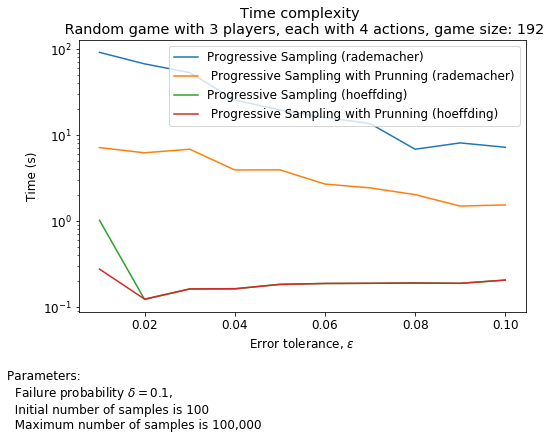 Time complexity
Random game with 3 players, each with 4 actions, game size: 192
Progressive Sampling (rademacher)
Progressive Sampling with Prunning (rademacher)
Progressive Sampling (hoeffding)
Progressive Sampling with Prunning (hoeffding)
Time (s)
10²
10¹
10⁰
10⁻¹
0.02 0.04 0.06 0.08 0.10
Error tolerance, ε
Parameters:
Failure probability δ = 0.1,
Initial number of samples is 100
Maximum number of samples is 100,000